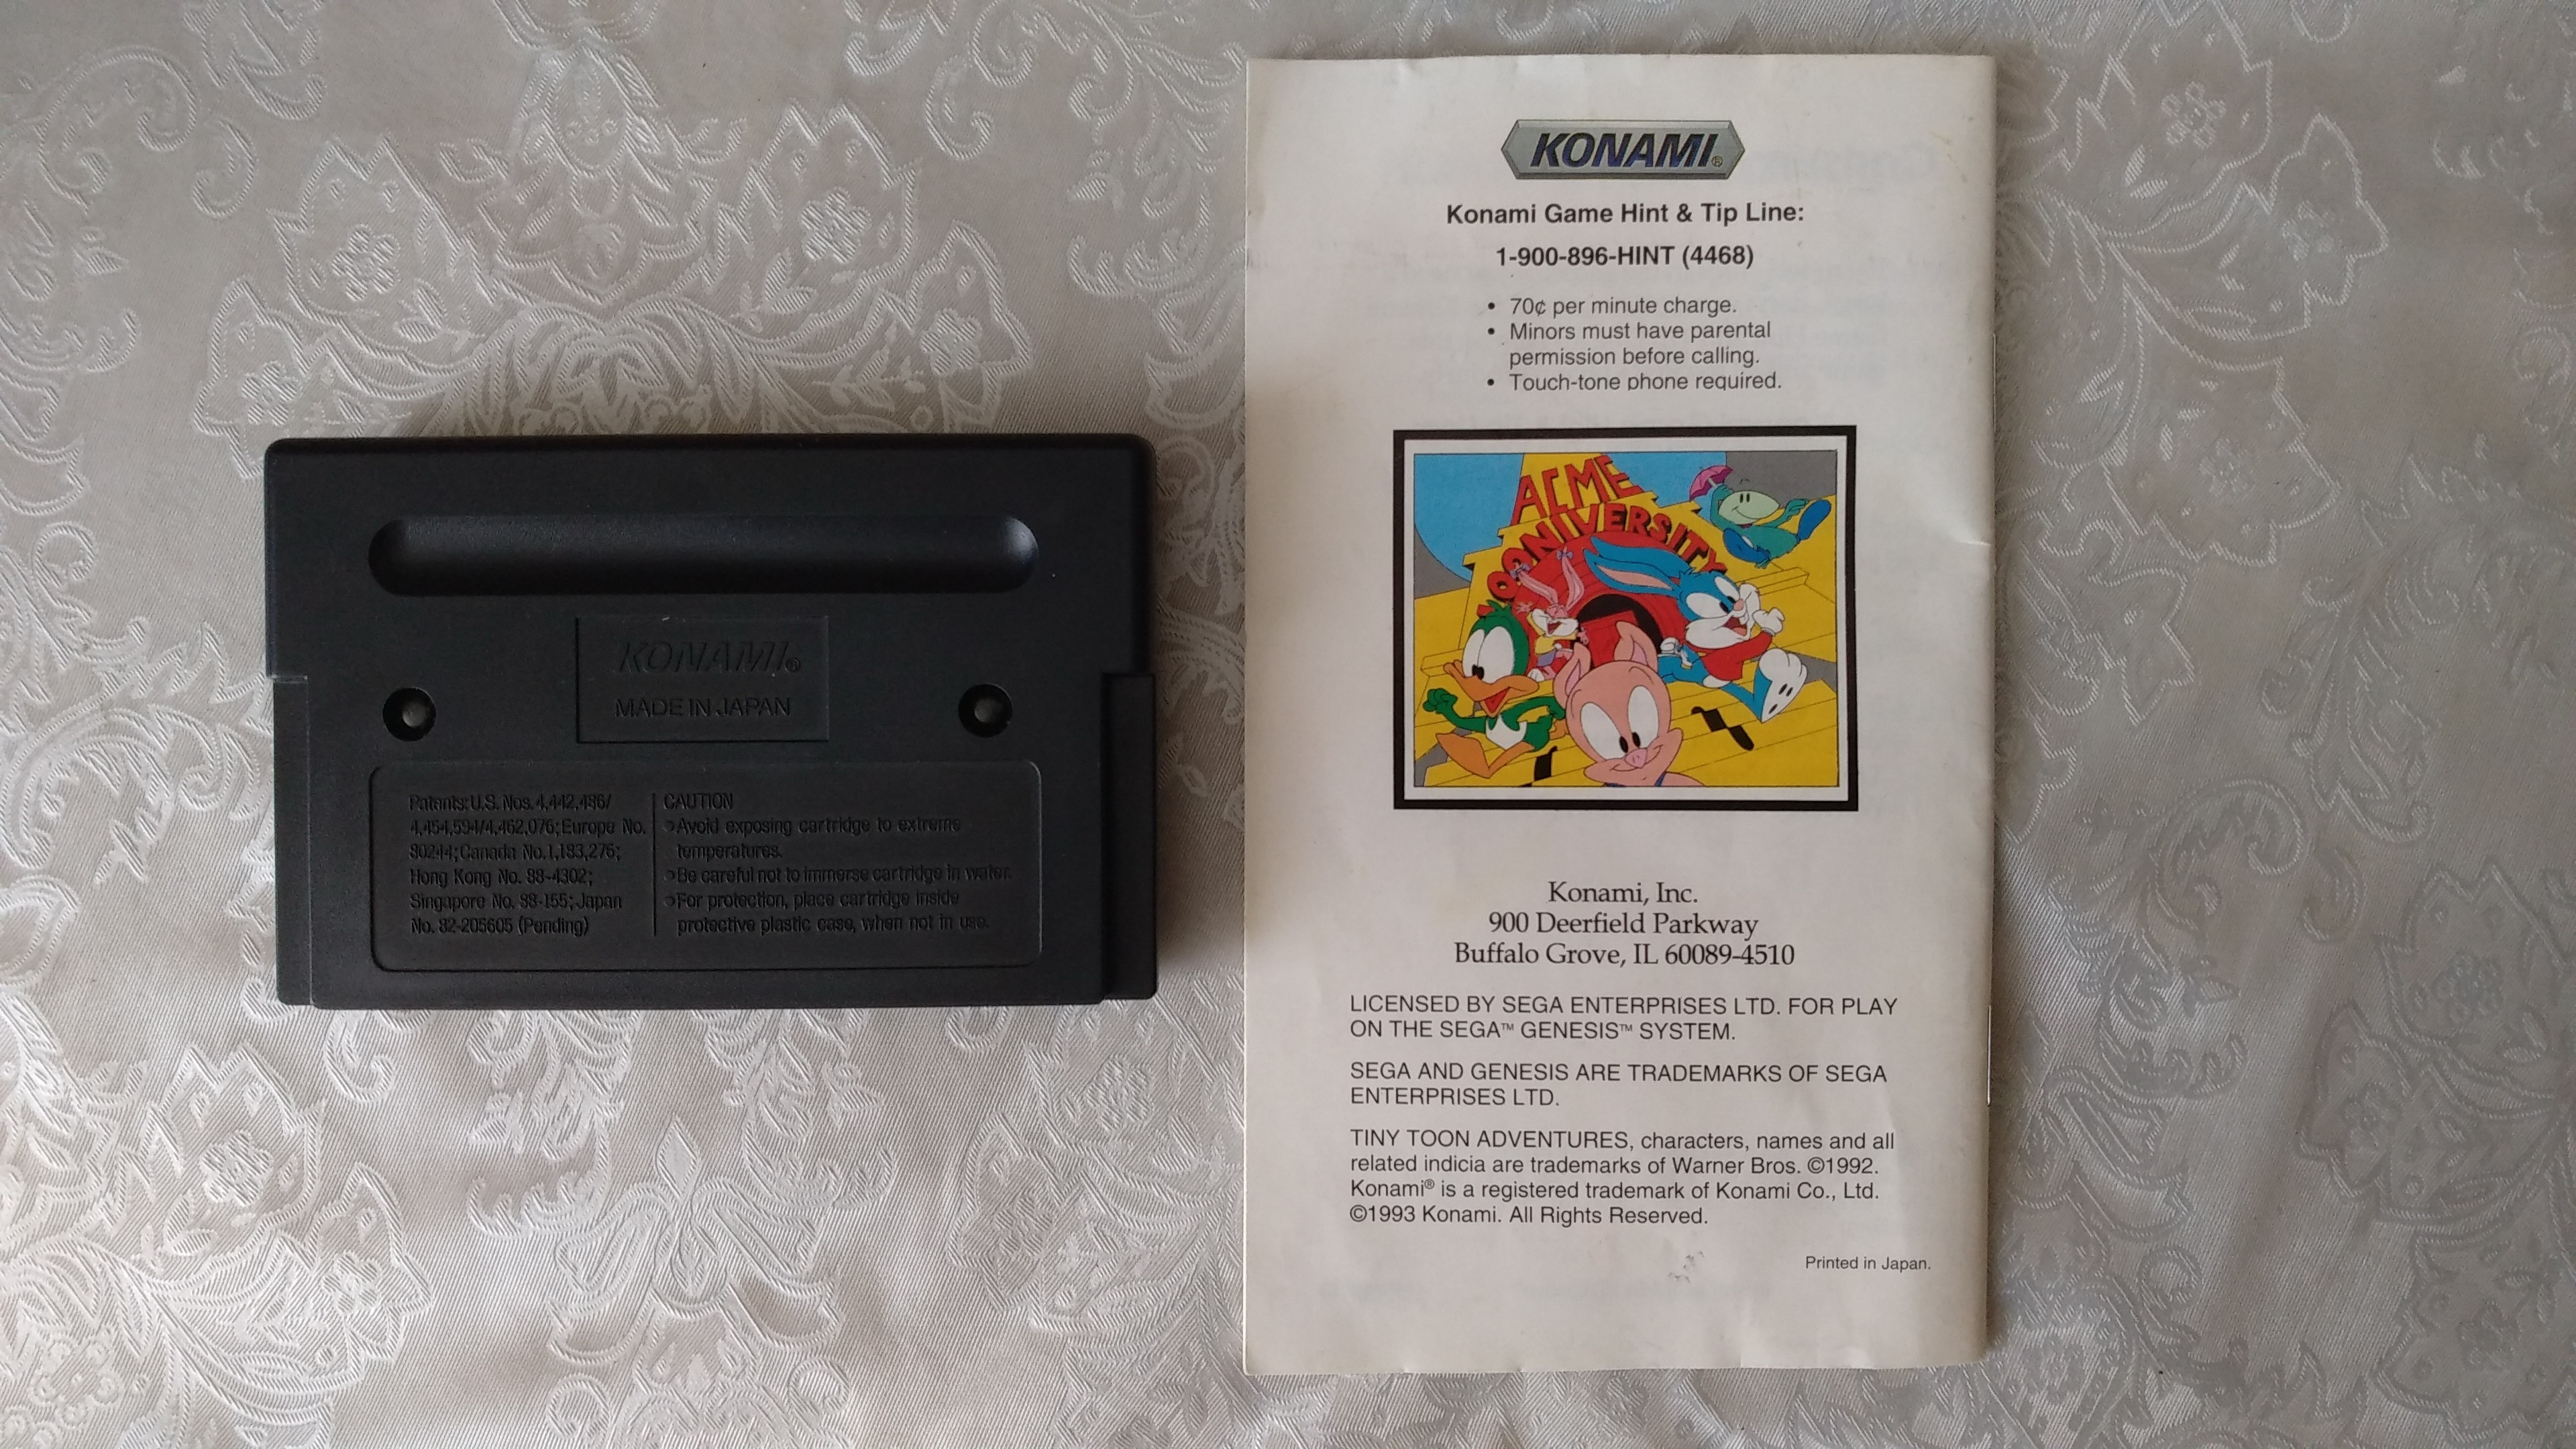 KONAMI®
MADE IN JAPAN
Patents: U.S. Nos. 4,442,486/
4,454,594/4,462,076; Europe No.
80244; Canada No. 1,183,276;
Hong Kong No. 88-4302;
Singapore No. 88-155; Japan
No. 82-205605 (Pending)
CAUTION
Avoid exposing cartridge to extreme
temperatures.
Be careful not to immerse cartridge in water.
For protection, place cartridge inside
protective plastic case, when not in use.
KONAMI®
Konami Game Hint & Tip Line:
1-900-896-HINT (4468)
• 70¢ per minute charge.
• Minors must have parental
permission before calling.
• Touch-tone phone required.
ACME
LOONIVERSITY
Konami, Inc.
900 Deerfield Parkway
Buffalo Grove, IL 60089-4510
LICENSED BY SEGA ENTERPRISES LTD. FOR PLAY
ON THE SEGA™ GENESIS™ SYSTEM.
SEGA AND GENESIS ARE TRADEMARKS OF SEGA
ENTERPRISES LTD.
TINY TOON ADVENTURES, characters, names and all
related indicia are trademarks of Warner Bros. ©1992.
Konami® is a registered trademark of Konami Co., Ltd.
©1993 Konami. All Rights Reserved.
Printed in Japan.